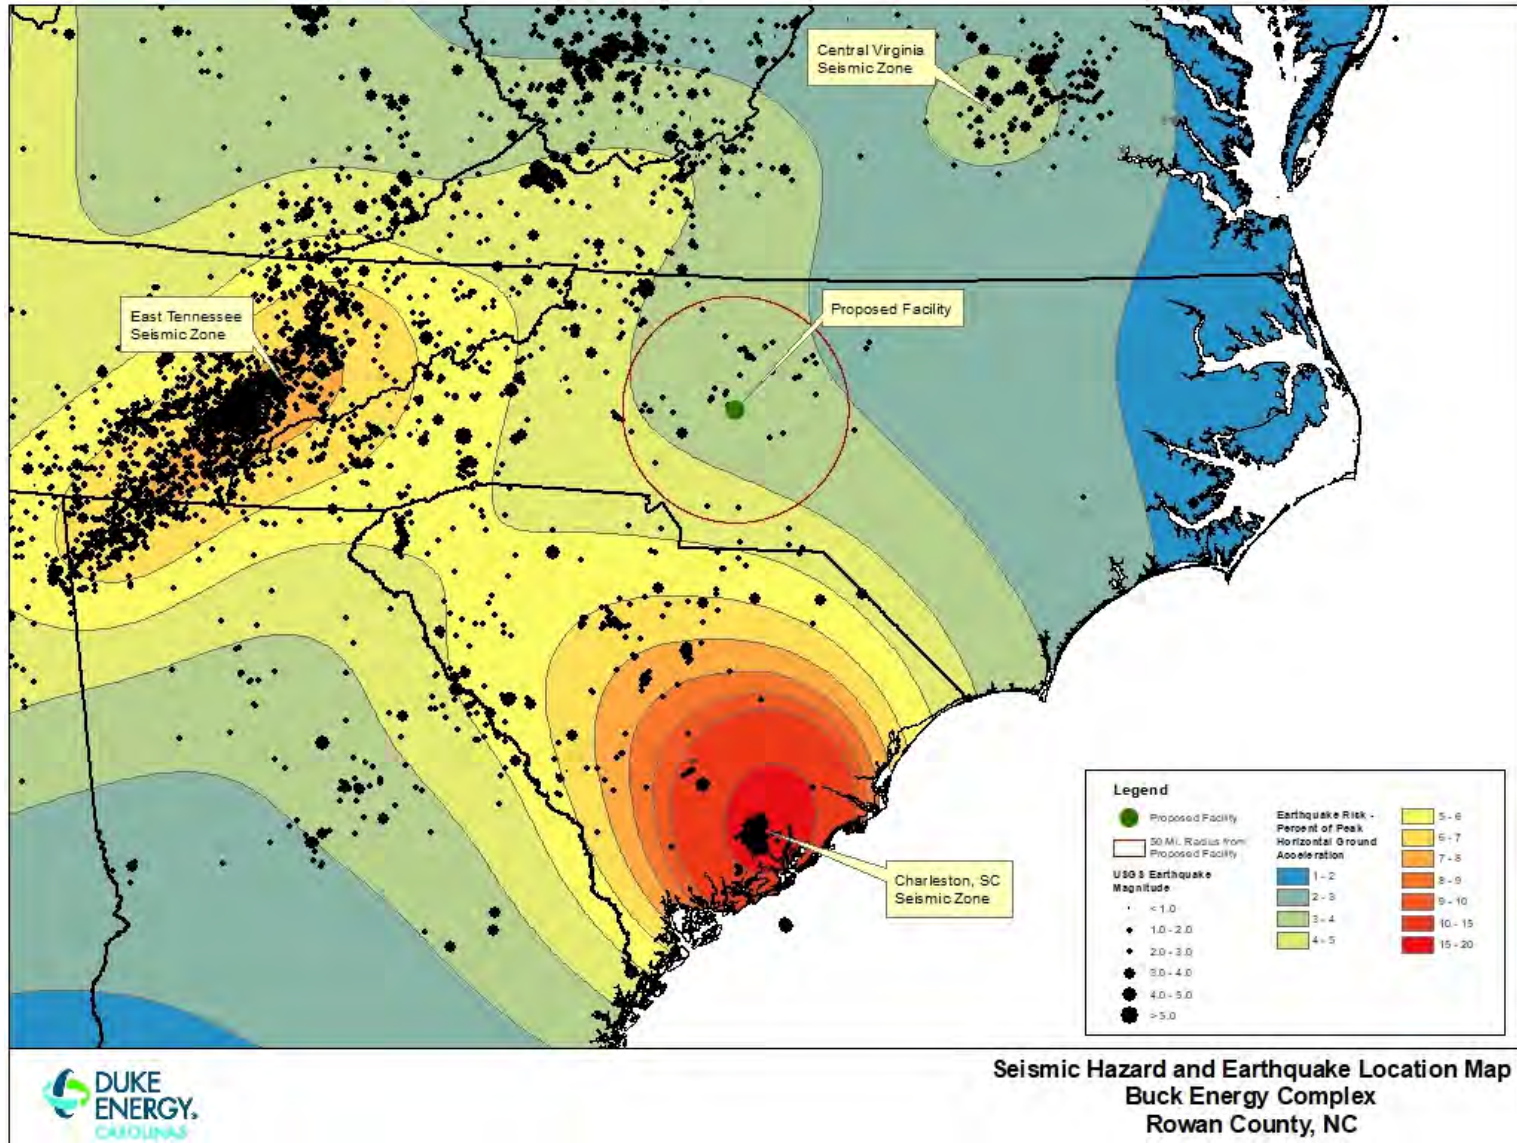 Central Virginia
Seismic Zone
East Tennessee
Seismic Zone
Proposed Facility
Charleston, SC
Seismic Zone
Legend
Proposed Facility
50 Mi. Radius from
Proposed Facility
USGS Earthquake
Magnitude
< 1.0
1.0 - 2.0
2.0 - 3.0
3.0 - 4.0
4.0 - 5.0
> 5.0
Earthquake Risk -
Percent of Peak
Horizontal Ground
Acceleration
1 - 2
2 - 3
3 - 4
4 - 5
5 - 6
6 - 7
7 - 8
8 - 9
9 - 10
10 - 15
15 - 20
DUKE
ENERGY®
CAROLINAS
Seismic Hazard and Earthquake Location Map
Buck Energy Complex
Rowan County, NC